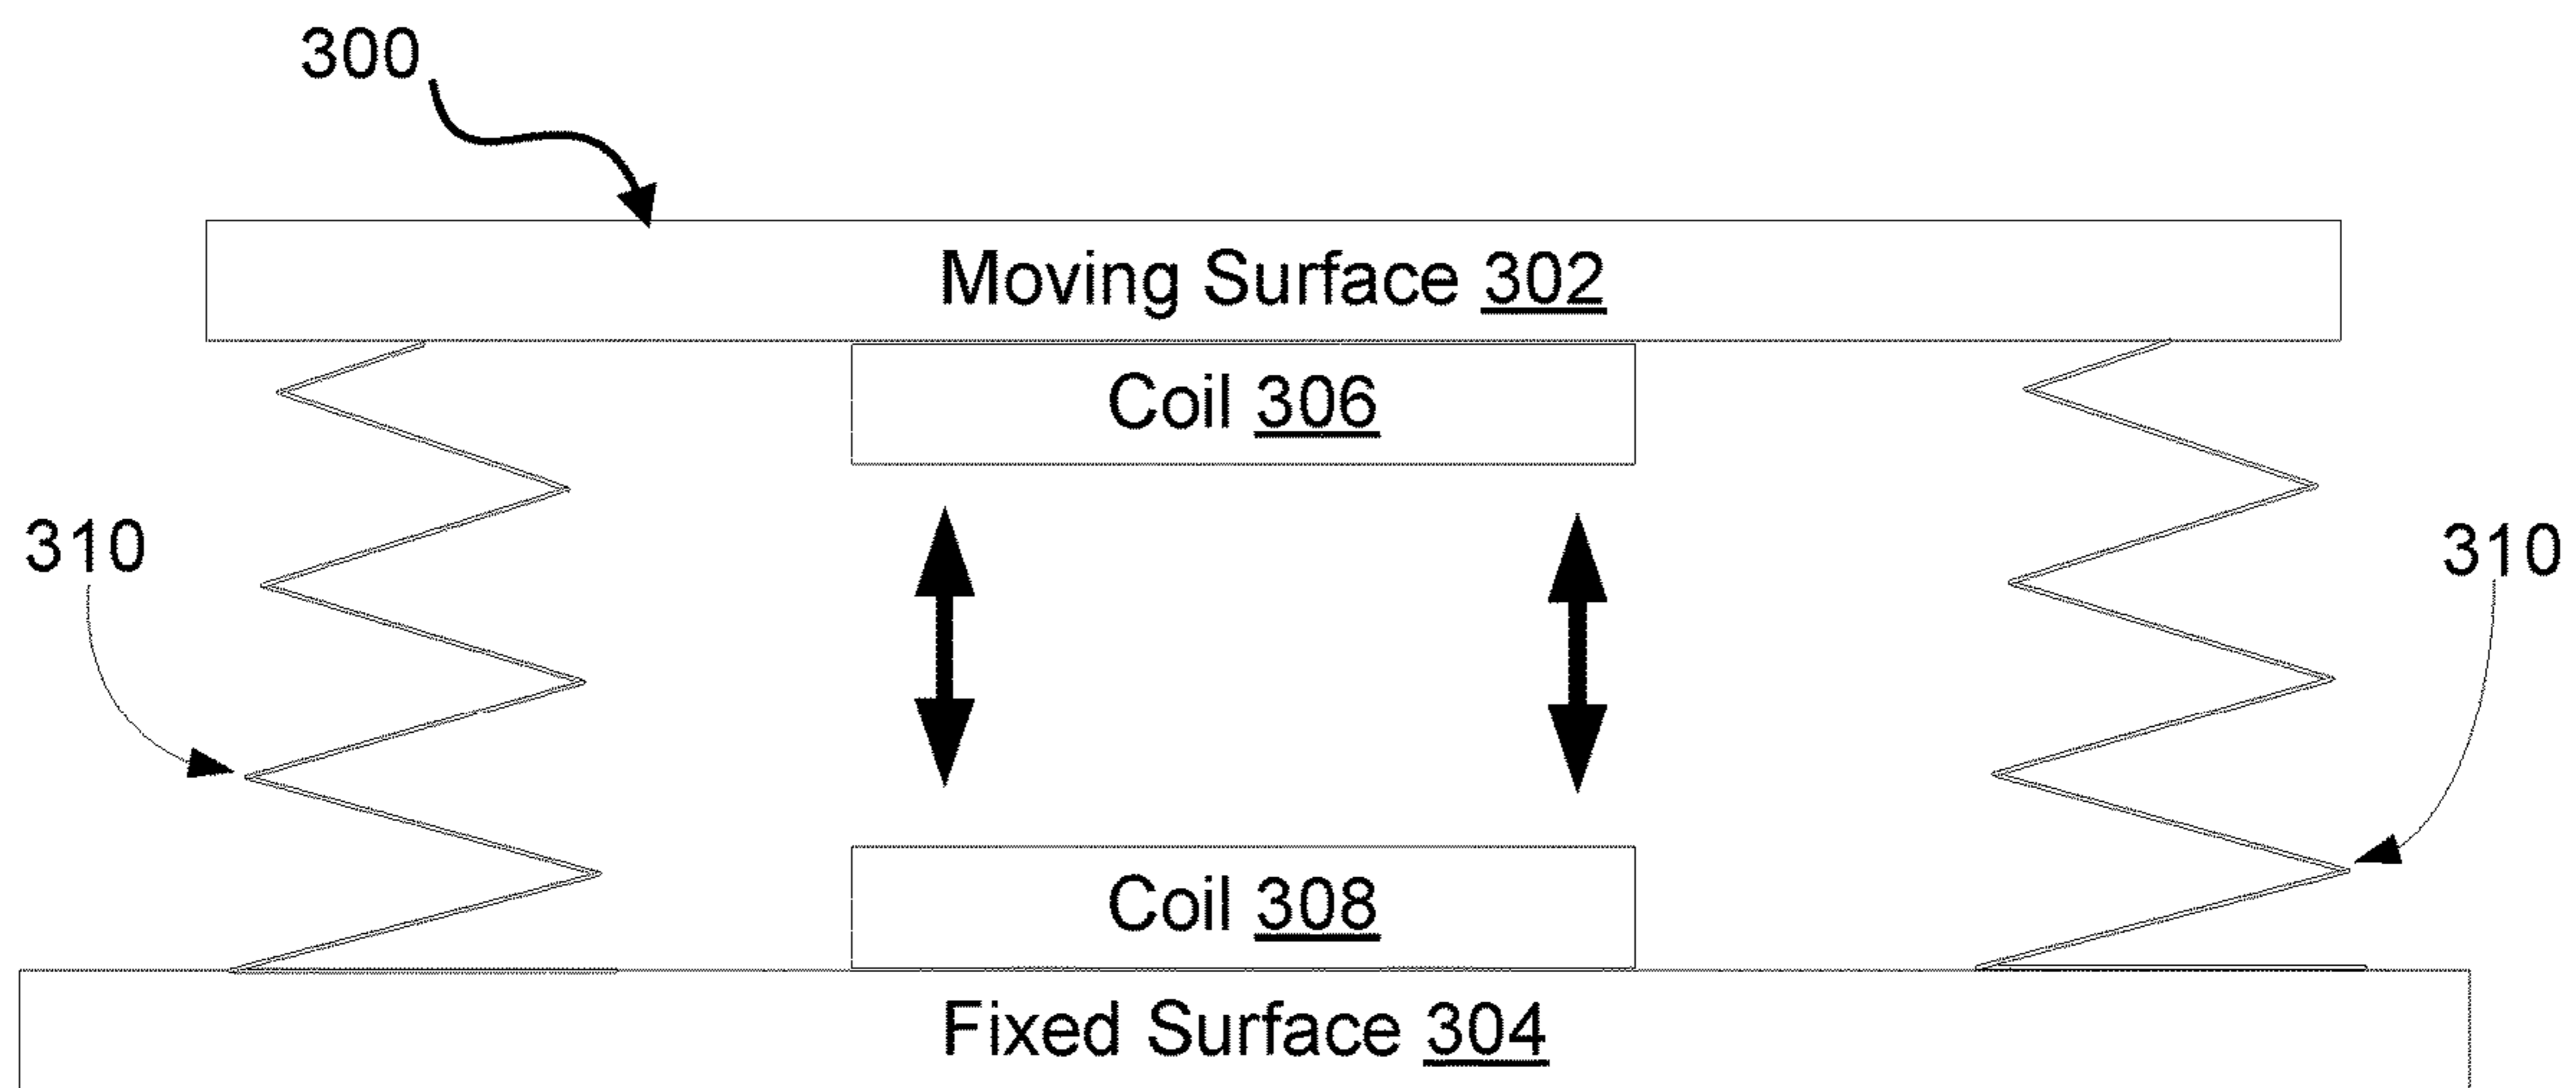 300
Moving Surface 302
Coil 306
310
310
Coil 308
Fixed Surface 304